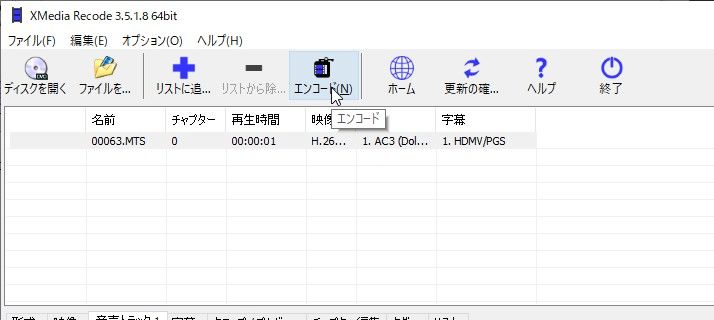 XMedia Recode 3.5.1.8 64bit
ファイル(F) 編集(E) オプション(O) ヘルプ(H)
ディスクを開く ファイルを... リストに追... リストから除... エンコード(N) ホーム 更新の確... ヘルプ 終了
名前 チャプター 再生時間 映像 エンコード 字幕
00063.MTS 0 00:00:01 H.26... 1. AC3 (Dol... 1. HDMV/PGS